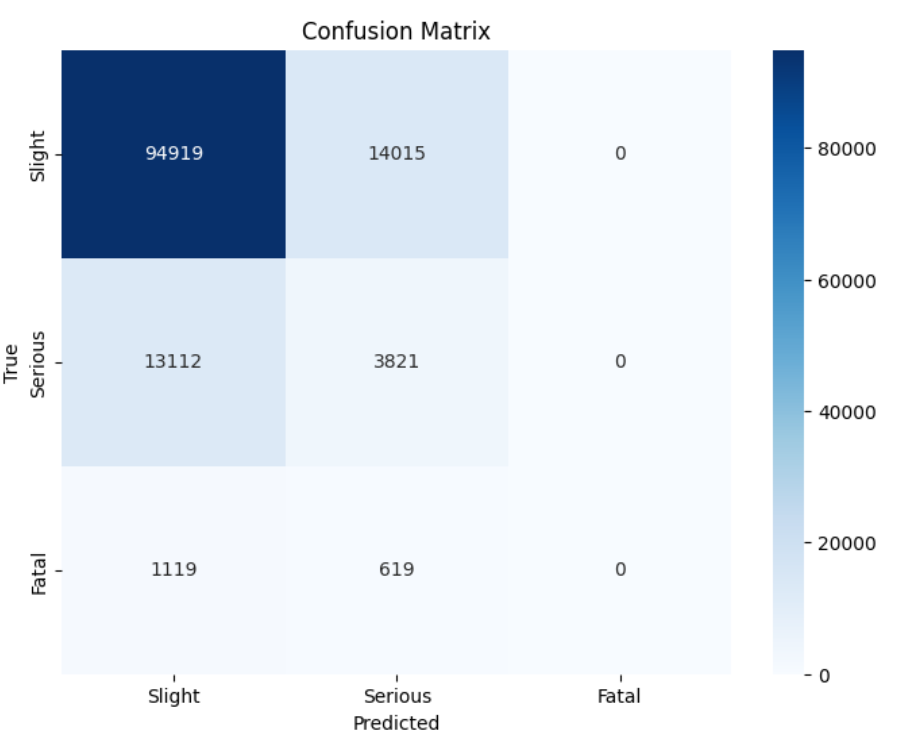 Confusion Matrix
True
Slight
94919 14015 0
Serious
13112 3821 0
Fatal
1119 619 0
Slight Serious Fatal
Predicted
80000
60000
40000
20000
0